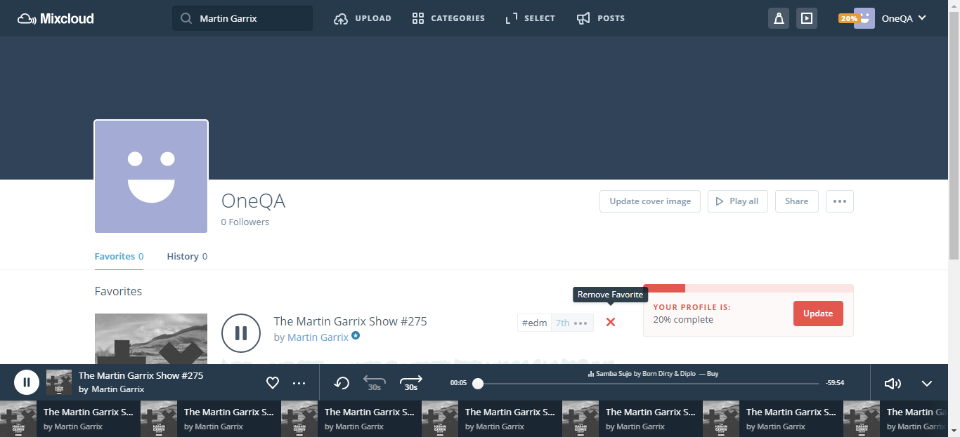 Mixcloud
Martin Garrix
UPLOAD
CATEGORIES
SELECT
POSTS
20%
OneQA
OneQA
0 Followers
Update cover image
Play all
Share
Favorites 0
History 0
Favorites
Remove Favorite
The Martin Garrix Show #275
by Martin Garrix
#edm
7th
YOUR PROFILE IS:
20% complete
Update
The Martin Garrix Show #275
by Martin Garrix
30s
30s
00:05
Samba Sujo by Born Dirty & Diplo — Buy
-59:54
The Martin Garrix S...
by Martin Garrix
The Martin Garrix S...
by Martin Garrix
The Martin Garrix S...
by Martin Garrix
The Martin Garrix S...
by Martin Garrix
The Martin Garrix S...
by Martin Garrix
The Martin Garrix S...
by Martin Garrix
The Martin Ga
by Martin Garrix